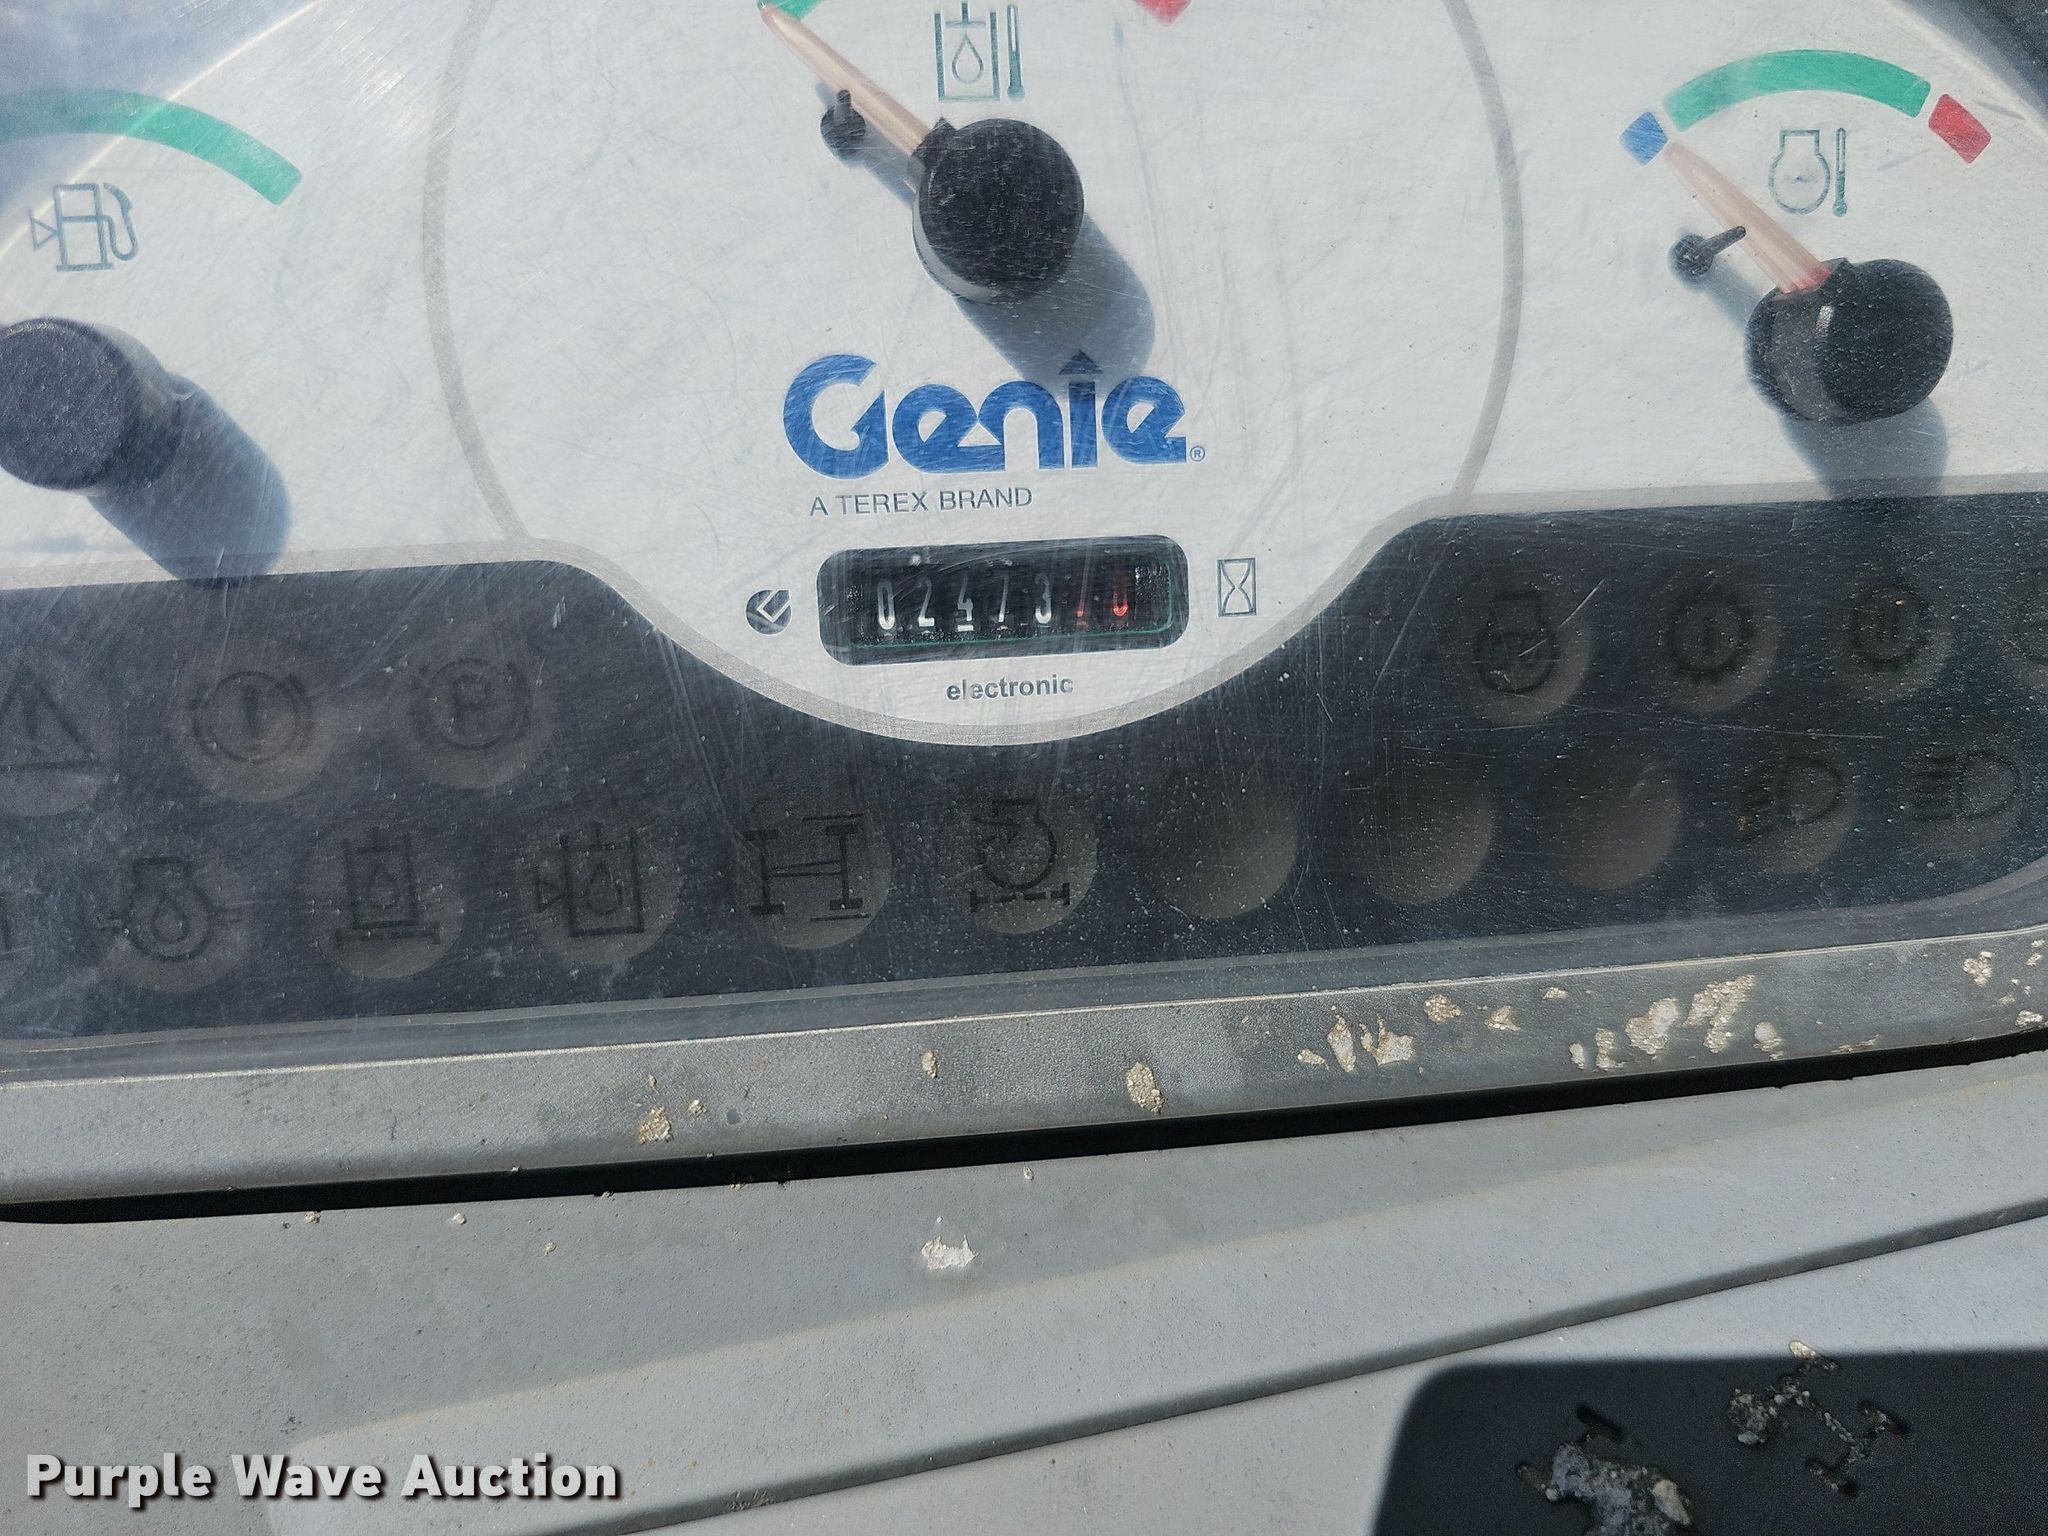 Genie®
A TEREX BRAND
0247370
electronic
P
Purple Wave Auction